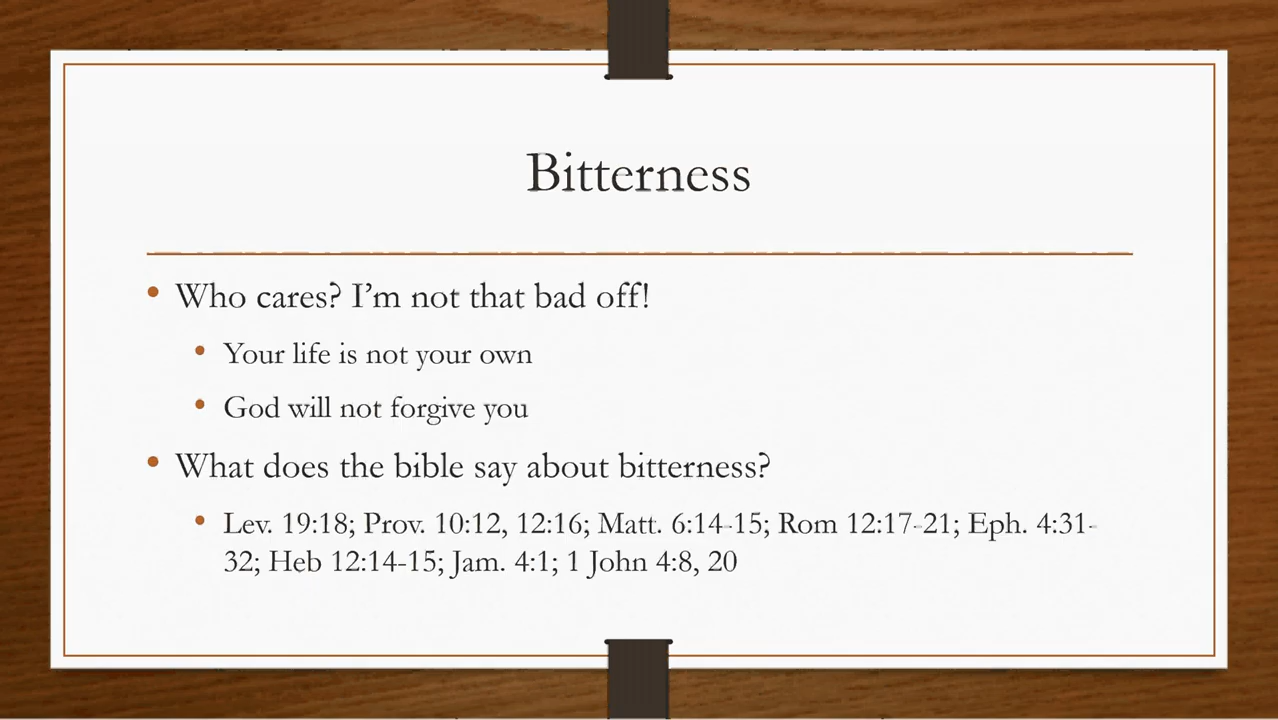 Bitterness
• Who cares? I'm not that bad off!
• Your life is not your own
• God will not forgive you
• What does the bible say about bitterness?
• Lev. 19:18; Prov. 10:12, 12:16; Matt. 6:14-15; Rom 12:17-21; Eph. 4:31-
32; Heb 12:14-15; Jam. 4:1; 1 John 4:8, 20